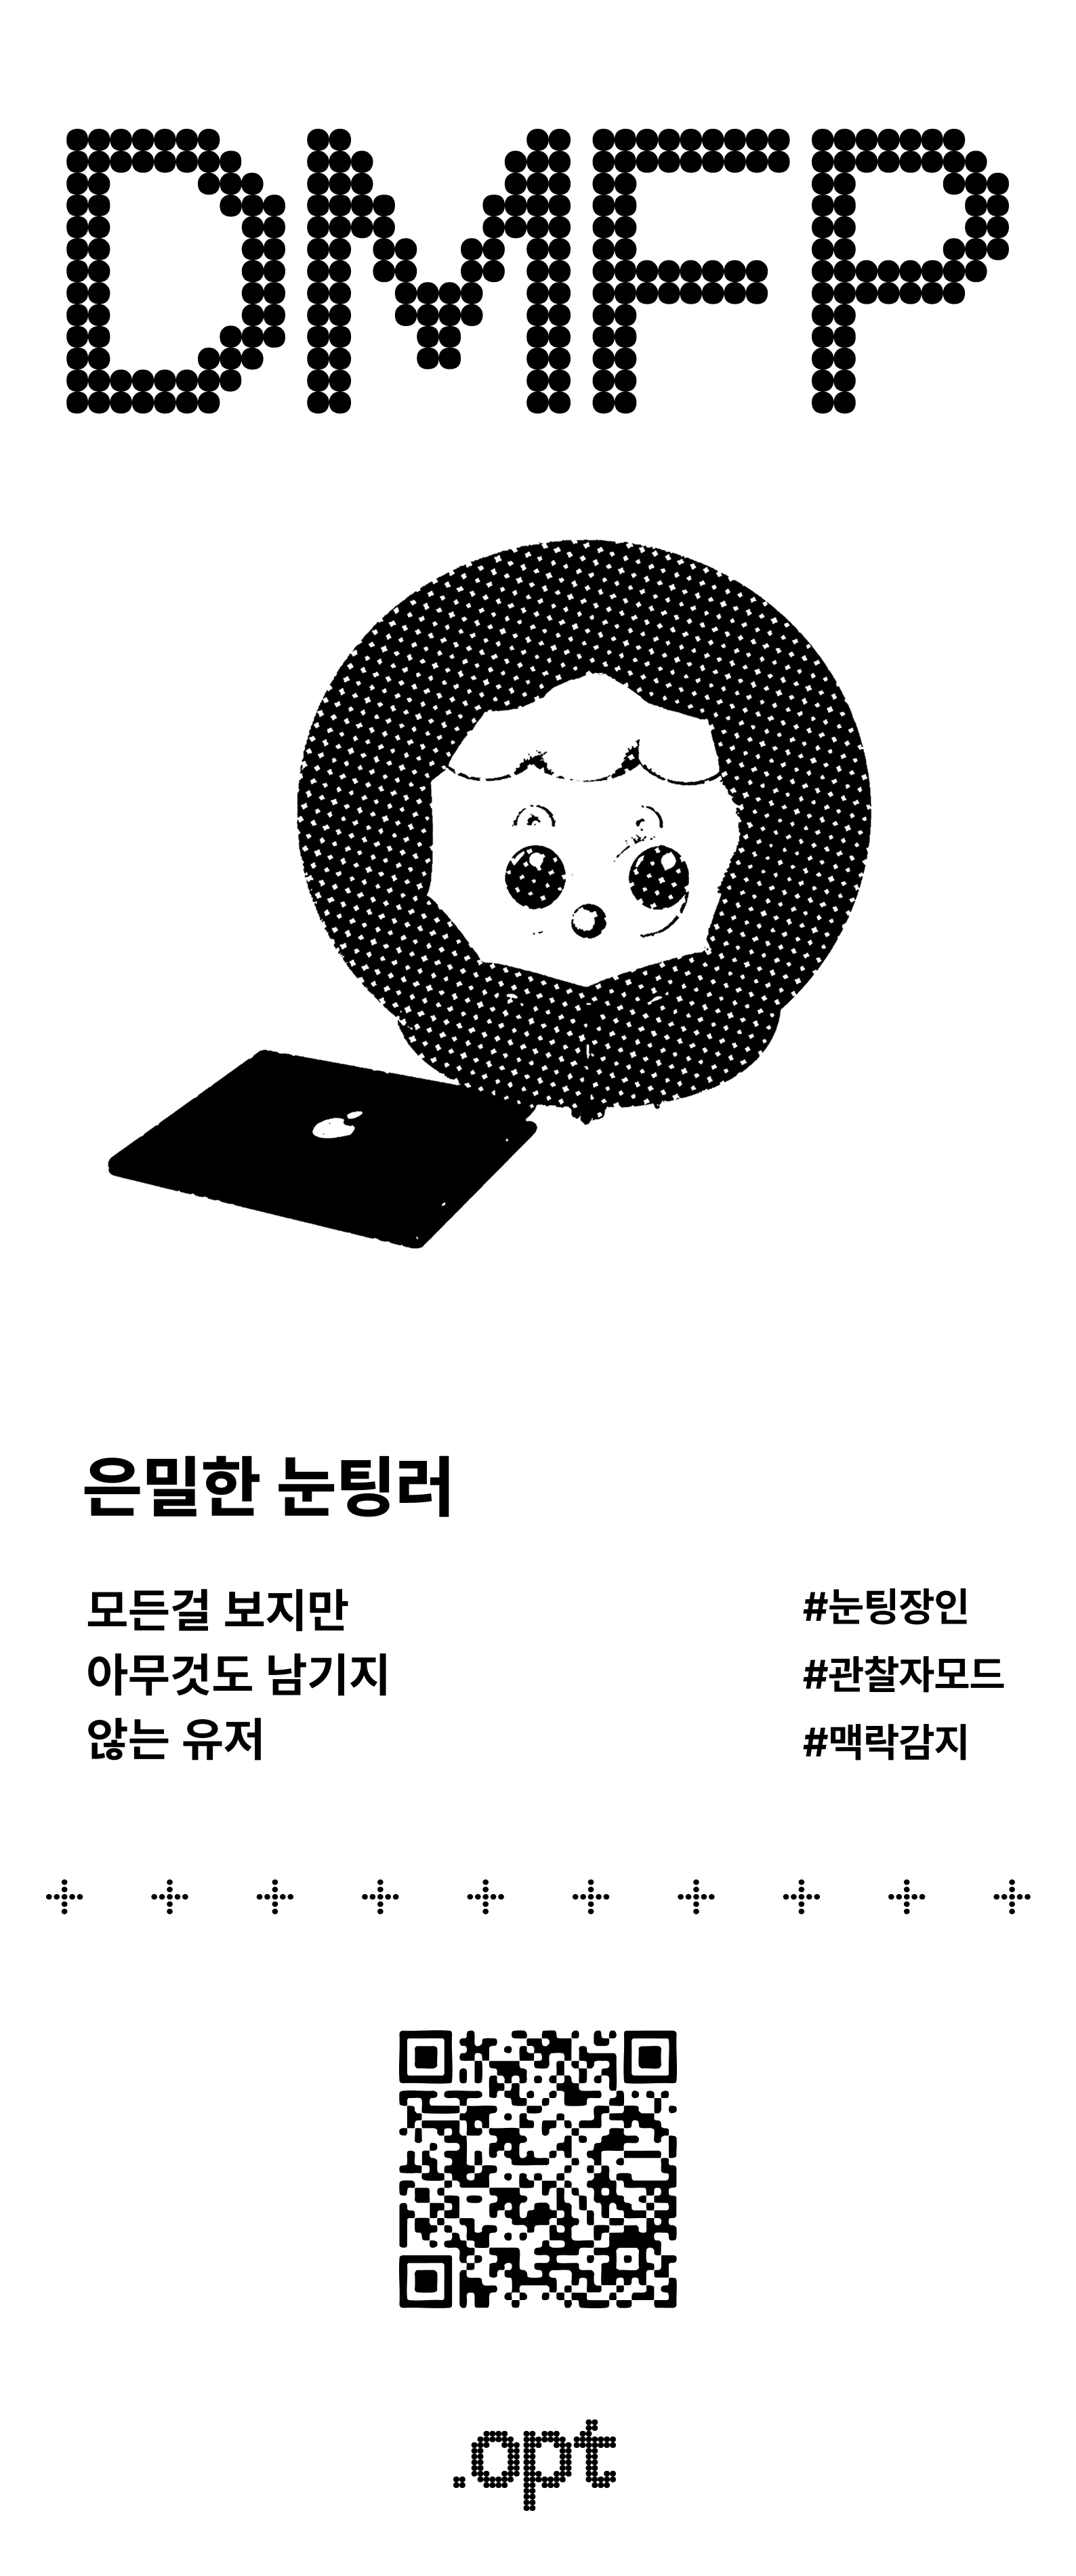 DMFP
은밀한 눈팅러
모든걸 보지만
아무것도 남기지
않는 유저
#눈팅장인
#관찰자모드
#맥락감지
.opt